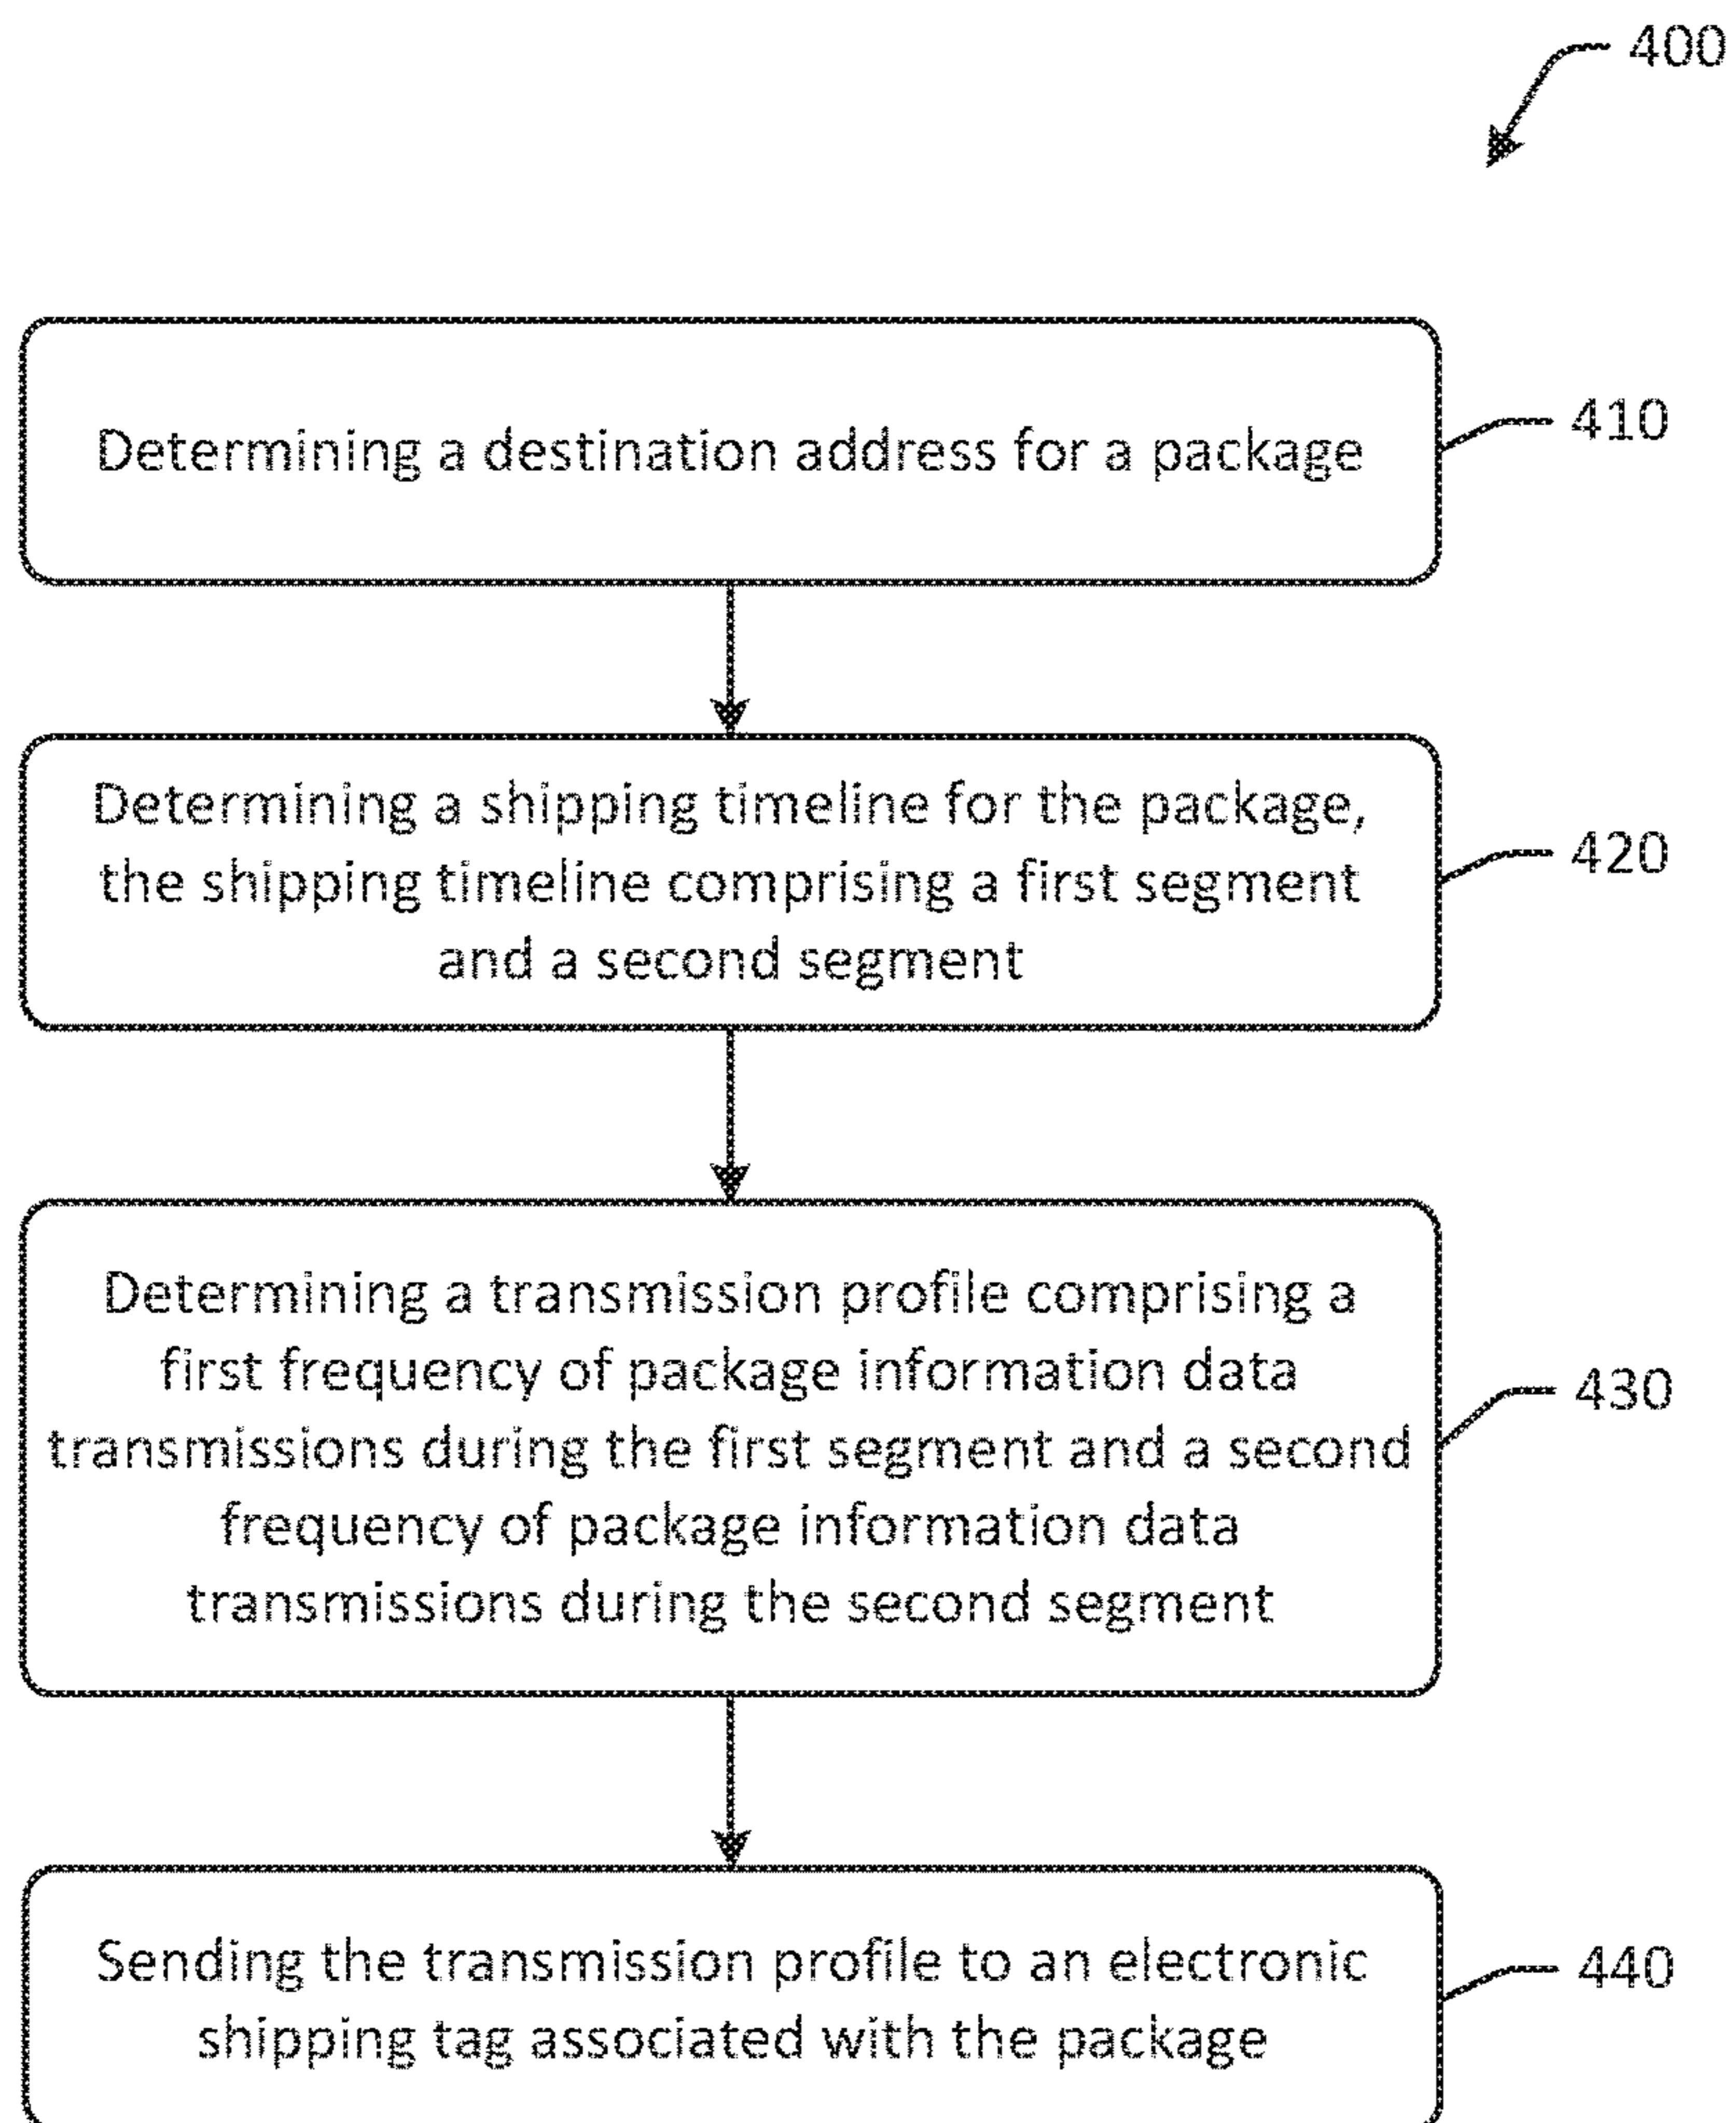 400
Determining a destination address for a package
410
Determining a shipping timeline for the package,
the shipping timeline comprising a first segment
and a second segment
420
Determining a transmission profile comprising a
first frequency of package information data
transmissions during the first segment and a second
frequency of package information data
transmissions during the second segment
430
Sending the transmission profile to an electronic
shipping tag associated with the package
440